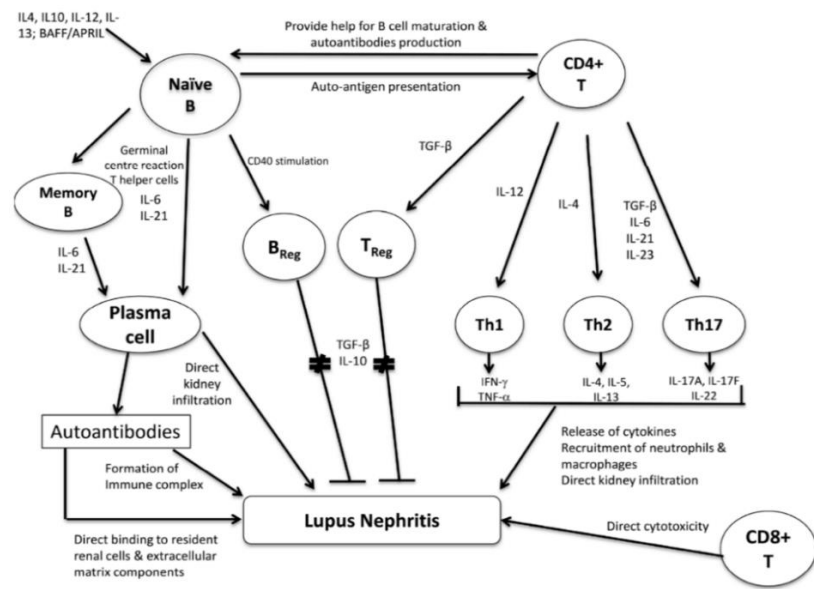 IL4, IL10, IL-12, IL-
13; BAFF/APRIL
Provide help for B cell maturation &
autoantibodies production
Naïve
B
Auto-antigen presentation
CD4+
T
Germinal
centre reaction
T helper cells
IL-6
IL-21
CD40 stimulation
TGF-β
IL-12
IL-4
TGF-β
IL-6
IL-21
IL-23
Memory
B
IL-6
IL-21
BReg
TReg
Plasma
cell
Th1
Th2
Th17
Direct
kidney
infiltration
TGF-β
IL-10
IFN-γ
TNF-α
IL-4, IL-5,
IL-13
IL-17A, IL-17F
IL-22
Autoantibodies
Formation of
Immune complex
Release of cytokines
Recruitment of neutrophils &
macrophages
Direct kidney infiltration
Lupus Nephritis
Direct cytotoxicity
CD8+
T
Direct binding to resident
renal cells & extracellular
matrix components